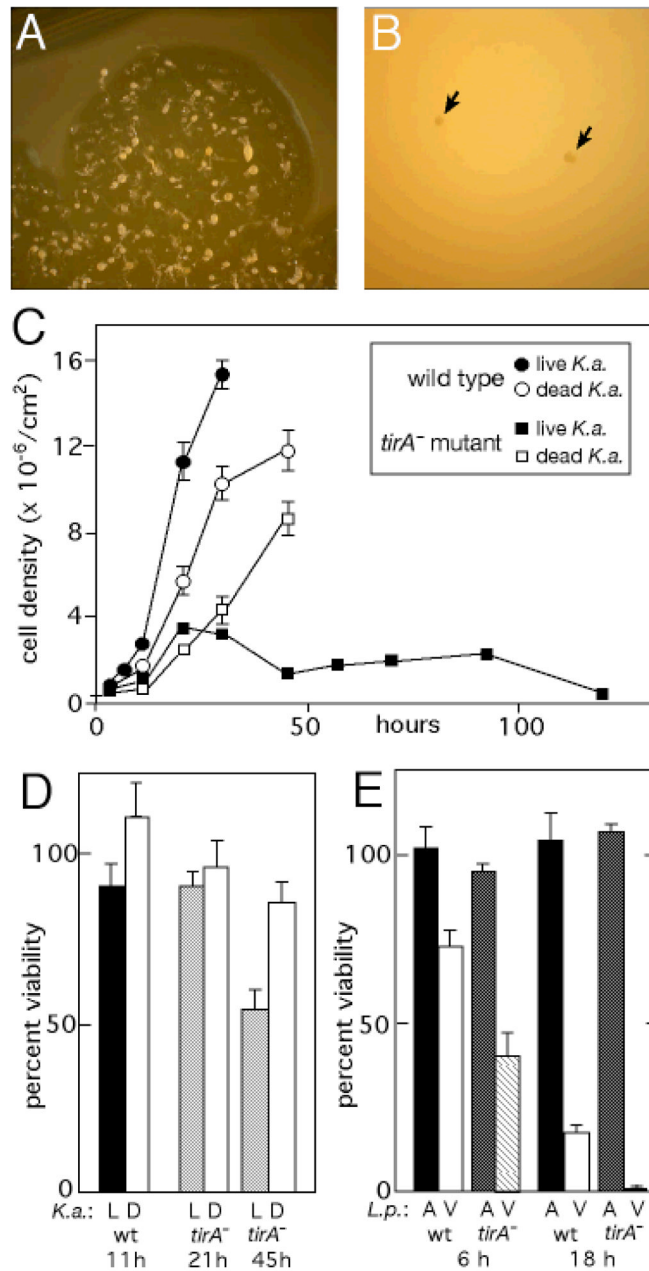 A
B
C
cell density (x 10⁻⁶/cm²)
16
12
8
4
0
0
50
hours
100
wild type
live K.a.
dead K.a.
tirA⁻ mutant
live K.a.
dead K.a.
D
percent viability
100
50
0
K.a.: L D L D L D
wt tirA⁻ tirA⁻
11h 21h 45h
E
percent viability
100
50
0
L.p.: A V A V A V A V
wt tirA⁻ wt tirA⁻
6 h 18 h